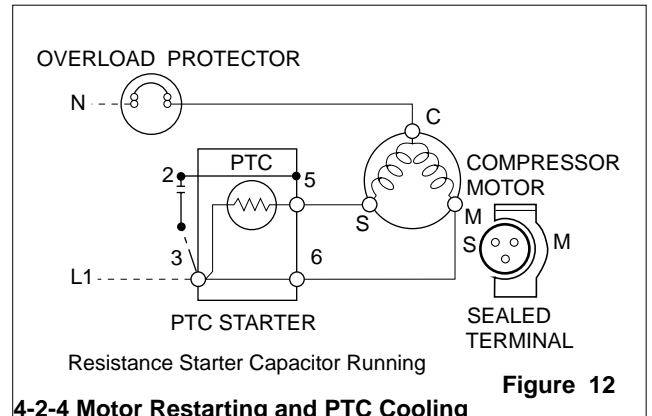 OVERLOAD PROTECTOR
N
C
PTC
2
5
COMPRESSOR
MOTOR
S
M
S
M
3
6
L1
SEALED
TERMINAL
PTC STARTER
Resistance Starter Capacitor Running
Figure 12
4-2-4 Motor Restarting and PTC Cooling